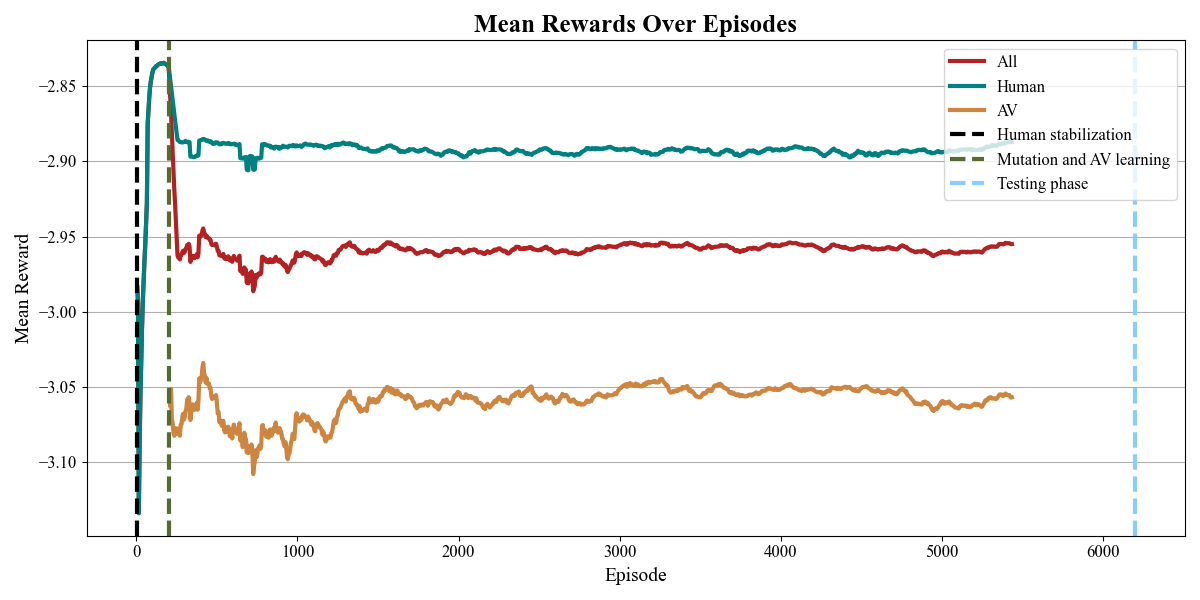 Mean Rewards Over Episodes
All
Human
AV
Human stabilization
Mutation and AV learning
Testing phase
Mean Reward
−2.85
−2.90
−2.95
−3.00
−3.05
−3.10
0
1000
2000
3000
4000
5000
6000
Episode